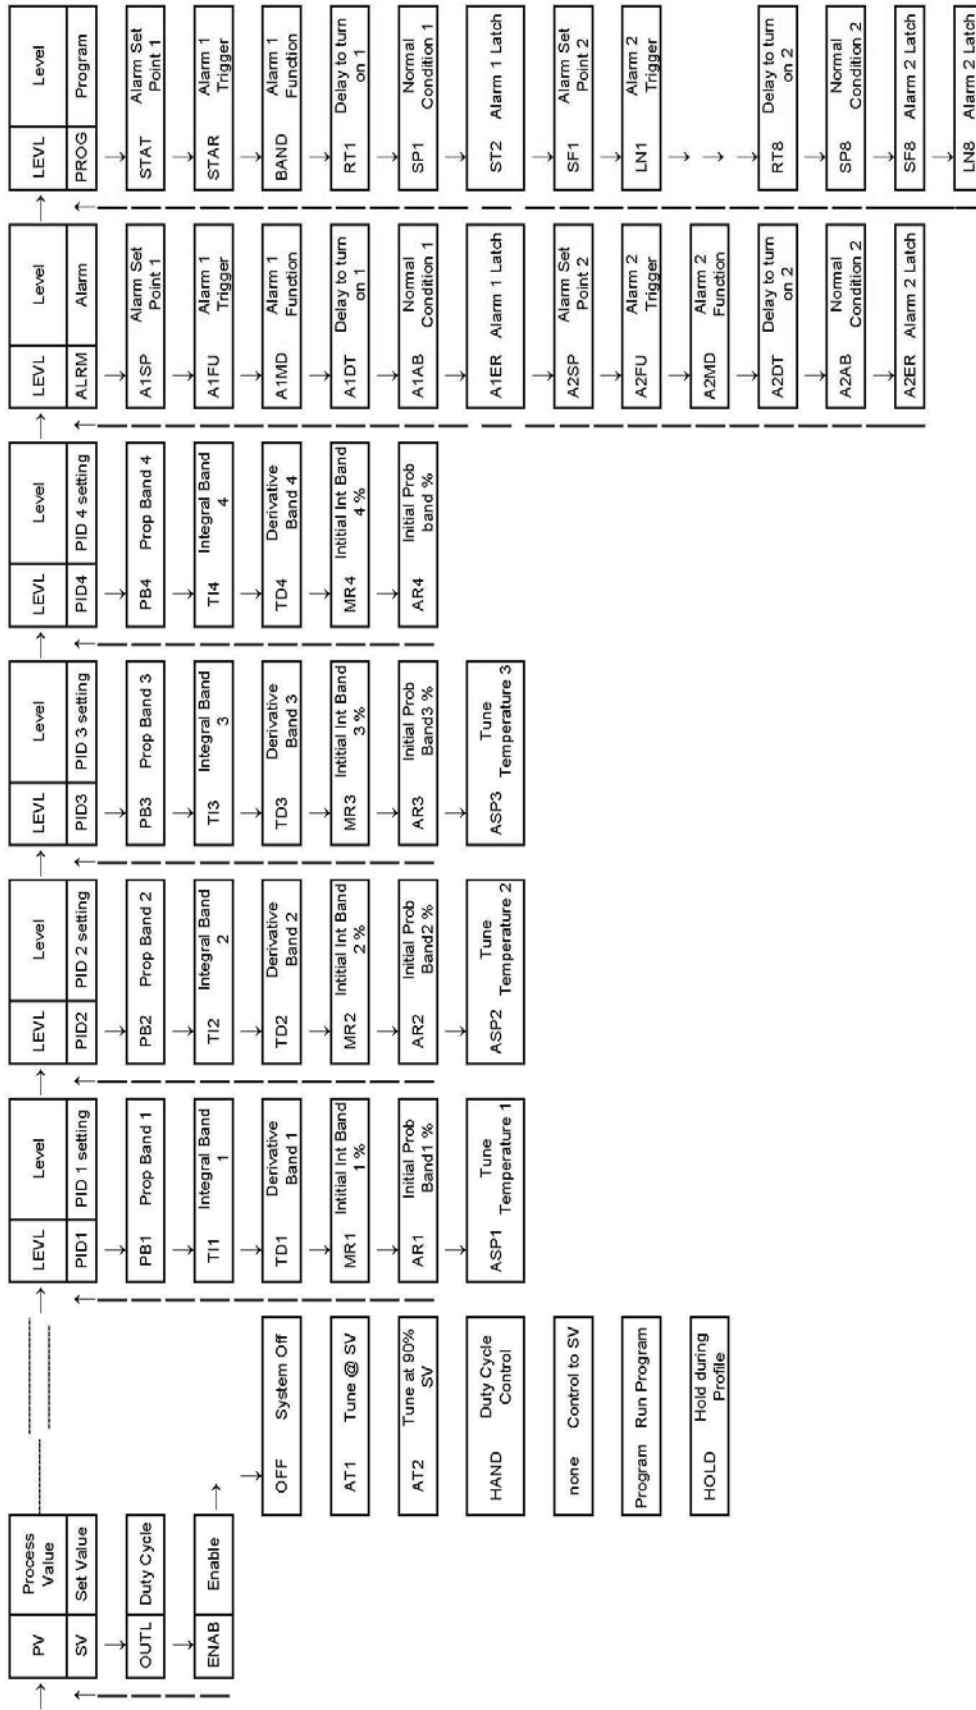 PV Process Value
SV Set Value
OUTL Duty Cycle
ENAB Enable
OFF System Off
AT1 Tune @ SV
AT2 Tune at 90% SV
HAND Duty Cycle Control
none Control to SV
Program Run Program
HOLD Hold during Profile
LEVL Level
PID1 PID 1 setting
PB1 Prop Band 1
TI1 Integral Band 1
TD1 Derivative Band 1
MR1 Intitial Int Band 1 %
AR1 Initial Prob Band1 %
ASP1 Tune Temperature 1
LEVL Level
PID2 PID 2 setting
PB2 Prop Band 2
TI2 Integral Band 2
TD2 Derivative Band 2
MR2 Intitial Int Band 2 %
AR2 Initial Prob Band2 %
ASP2 Tune Temperature 2
LEVL Level
PID3 PID 3 setting
PB3 Prop Band 3
TI3 Integral Band 3
TD3 Derivative Band 3
MR3 Intitial Int Band 3 %
AR3 Initial Prob Band3 %
ASP3 Tune Temperature 3
LEVL Level
PID4 PID 4 setting
PB4 Prop Band 4
TI4 Integral Band 4
TD4 Derivative Band 4
MR4 Intitial Int Band 4 %
AR4 Initial Prob band %
LEVL Level
ALRM Alarm
A1SP Alarm Set Point 1
A1FU Alarm 1 Trigger
A1MD Alarm 1 Function
A1DT Delay to turn on 1
A1AB Normal Condition 1
A1ER Alarm 1 Latch
A2SP Alarm Set Point 2
A2FU Alarm 2 Trigger
A2MD Alarm 2 Function
A2DT Delay to turn on 2
A2AB Normal Condition 2
A2ER Alarm 2 Latch
LEVL Level
PROG Program
STAT Alarm Set Point 1
STAR Alarm 1 Trigger
BAND Alarm 1 Function
RT1 Delay to turn on 1
SP1 Normal Condition 1
ST2 Alarm 1 Latch
SF1 Alarm Set Point 2
LN1 Alarm 2 Trigger
RT8 Delay to turn on 2
SP8 Normal Condition 2
SF8 Alarm 2 Latch
LN8 Alarm 2 Latch